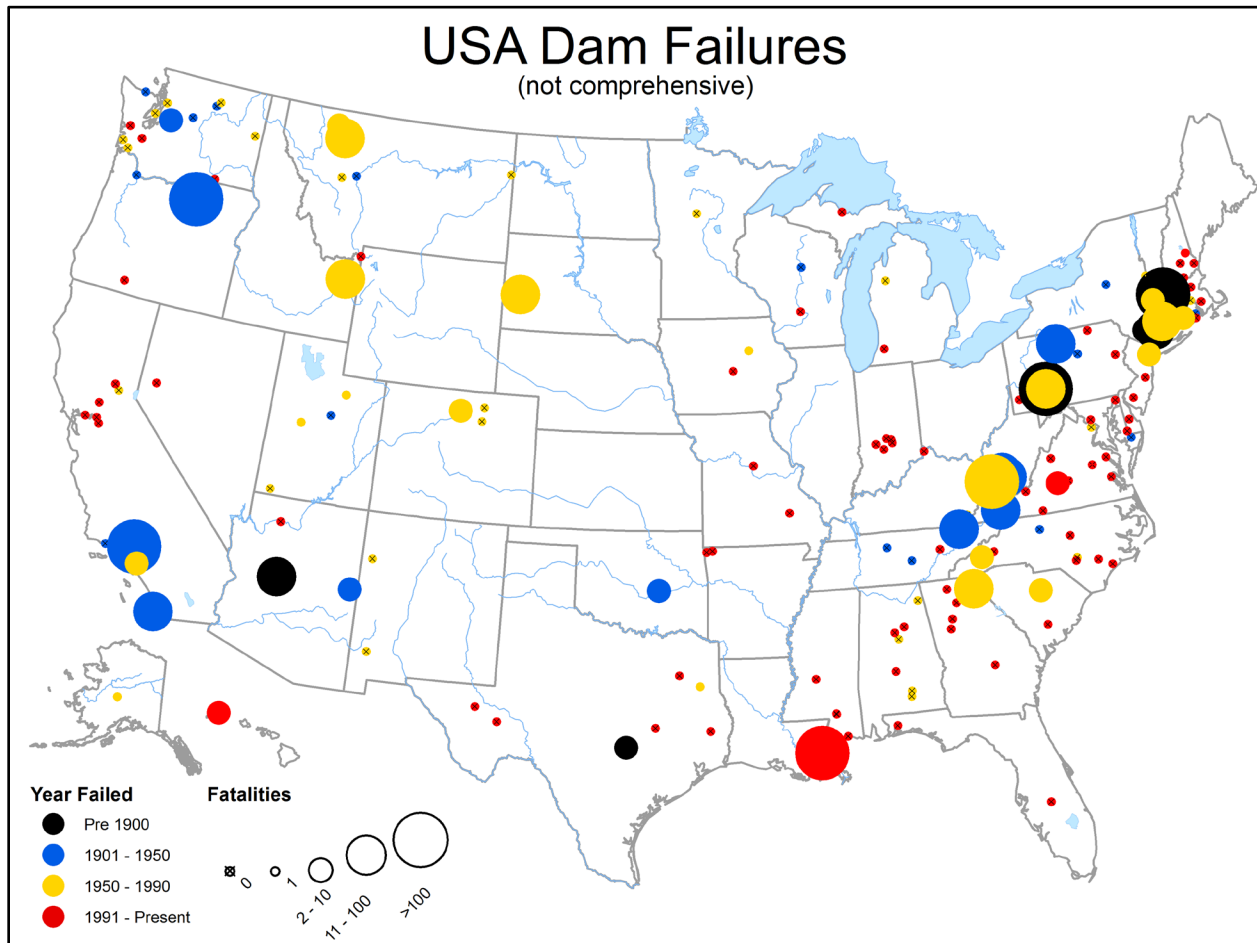 USA Dam Failures
(not comprehensive)
Year Failed
Pre 1900
1901 - 1950
1950 - 1990
1991 - Present
Fatalities
0
1
2 - 10
11 - 100
>100